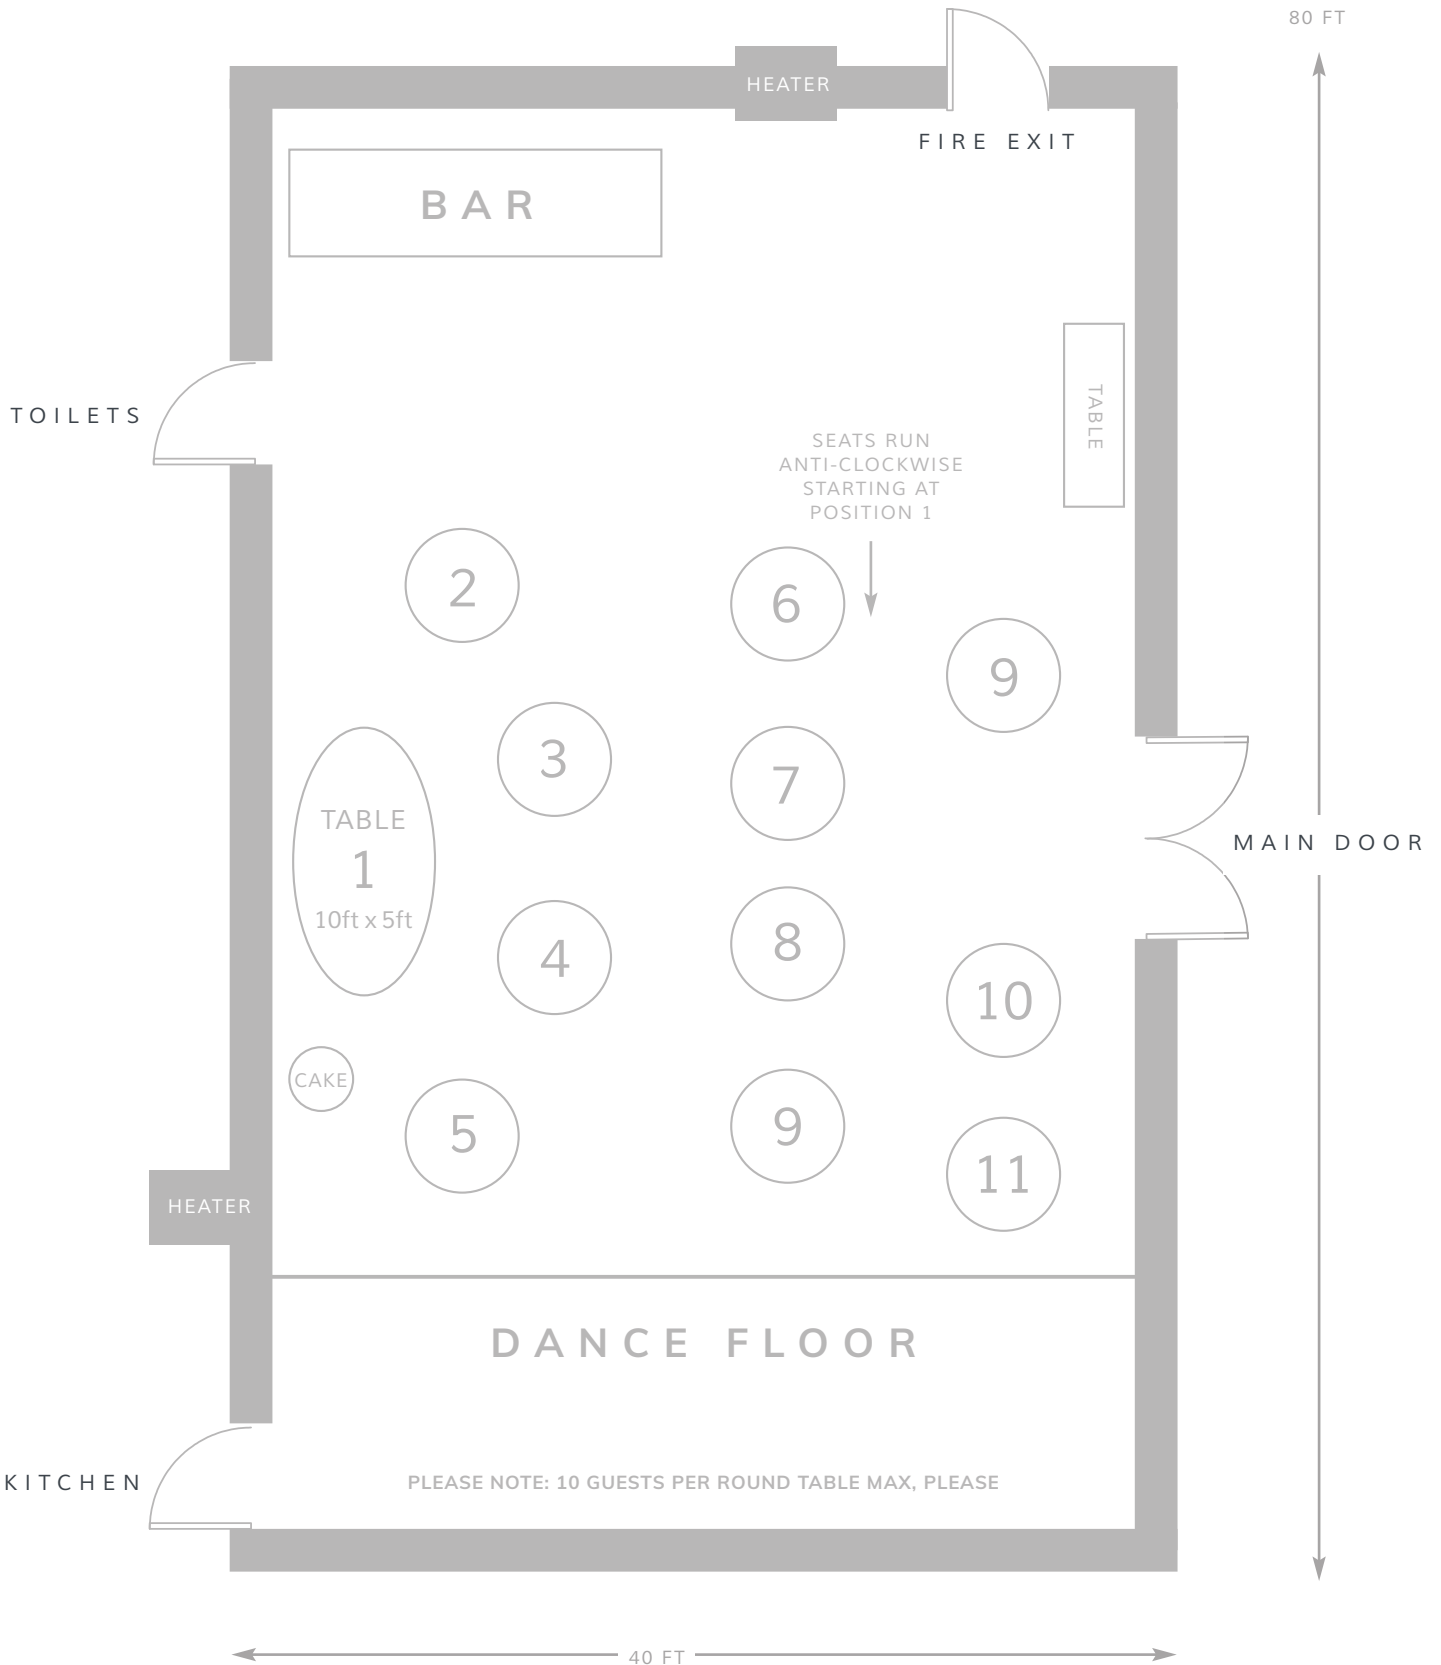 80 FT
HEATER
FIRE EXIT
BAR
TOILETS
TABLE
SEATS RUN
ANTI-CLOCKWISE
STARTING AT
POSITION 1
2
6
9
3
7
TABLE
1
10ft x 5ft
MAIN DOOR
4
8
10
CAKE
5
9
11
HEATER
DANCE FLOOR
KITCHEN
PLEASE NOTE: 10 GUESTS PER ROUND TABLE MAX, PLEASE
40 FT